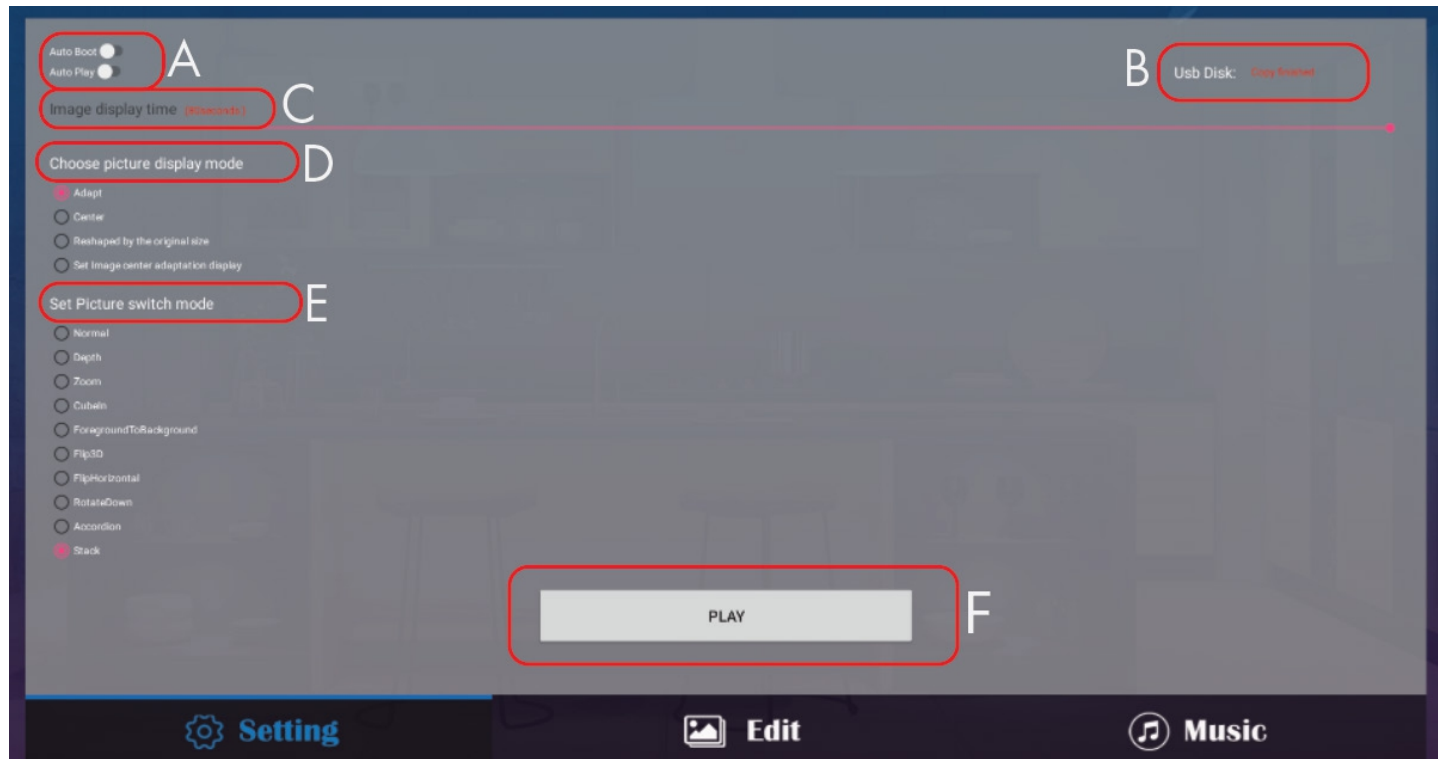 Auto Boot
A
Auto Play
B
Usb Disk: Copy finished
Image display time [60seconds]
C
Choose picture display mode
D
Adapt
Center
Reshaped by the original size
Set Image center adaptation display
Set Picture switch mode
E
Normal
Depth
Zoom
CubeIn
ForegroundToBackground
Flip3D
FlipHorizontal
RotateDown
Accordion
Stack
PLAY
F
Setting
Edit
Music